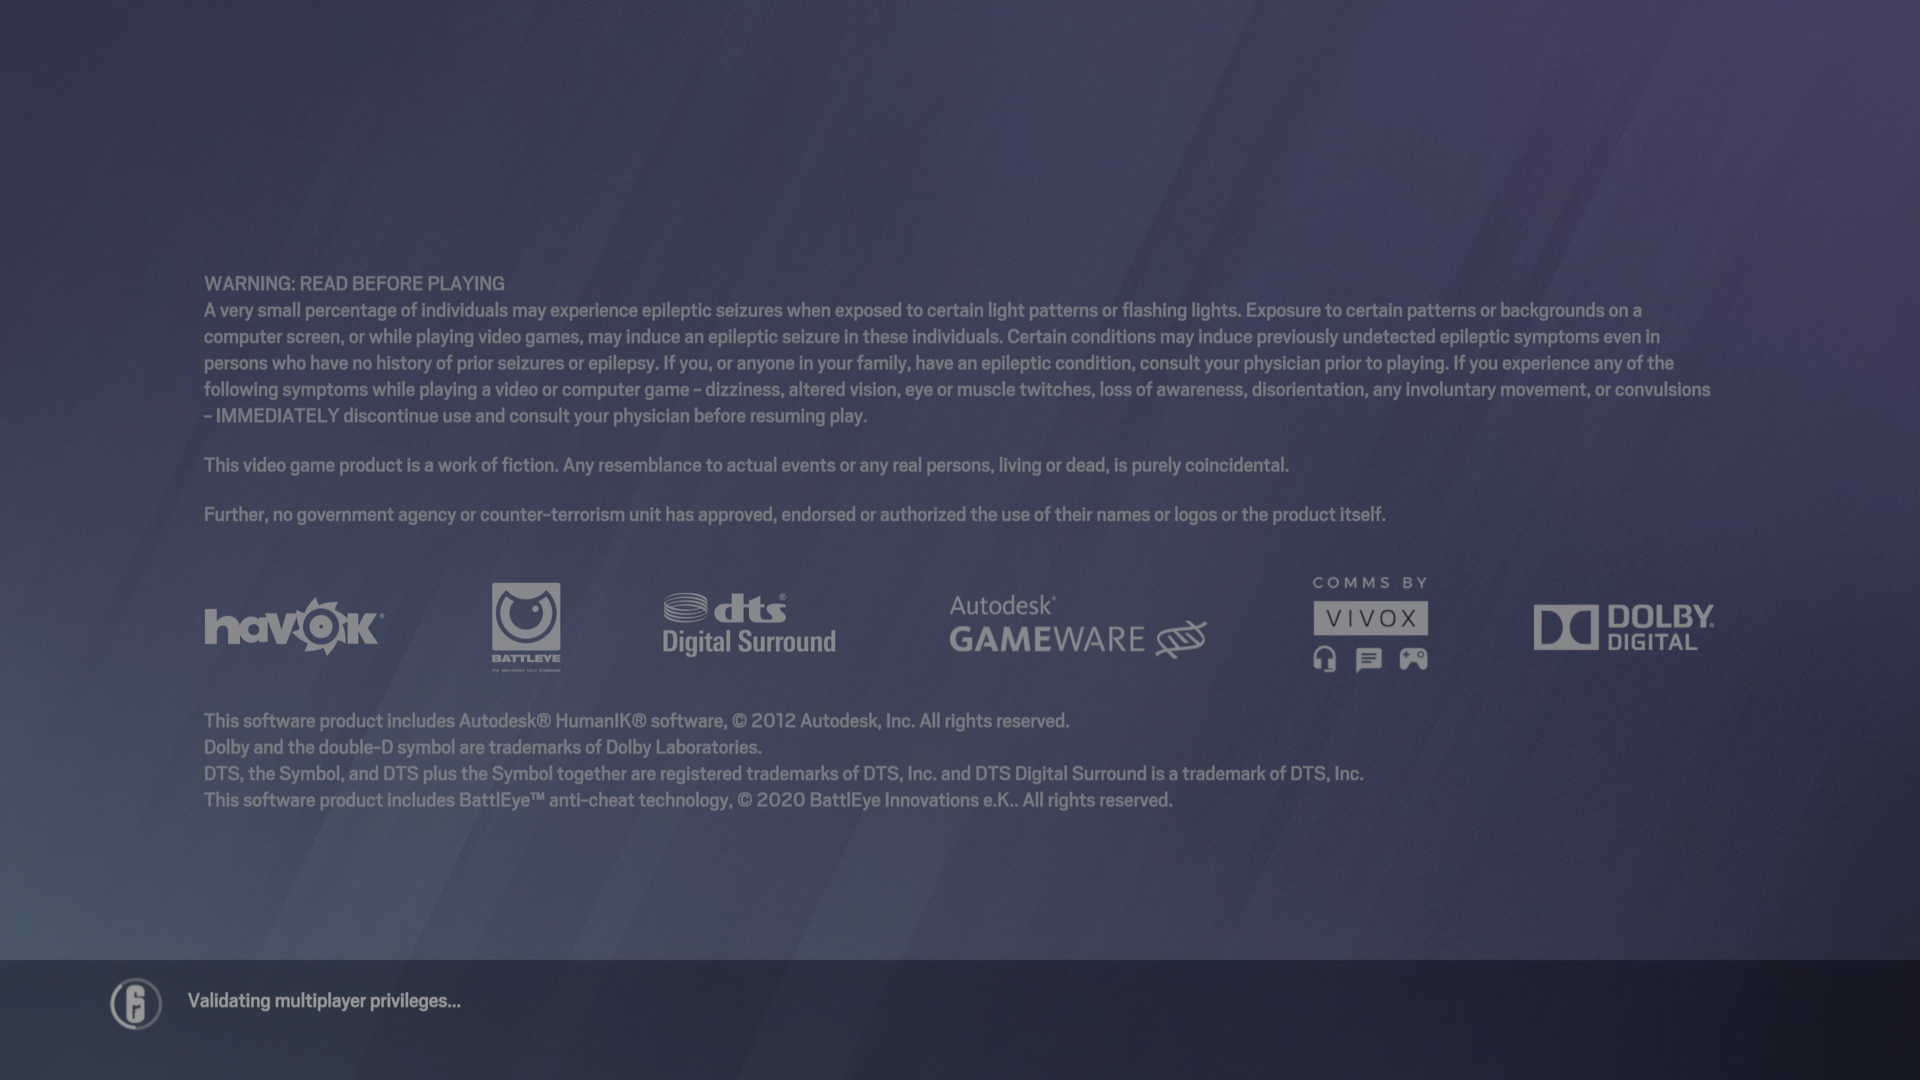 WARNING: READ BEFORE PLAYING
A very small percentage of individuals may experience epileptic seizures when exposed to certain light patterns or flashing lights. Exposure to certain patterns or backgrounds on a
computer screen, or while playing video games, may induce an epileptic seizure in these individuals. Certain conditions may induce previously undetected epileptic symptoms even in
persons who have no history of prior seizures or epilepsy. If you, or anyone in your family, have an epileptic condition, consult your physician prior to playing. If you experience any of the
following symptoms while playing a video or computer game - dizziness, altered vision, eye or muscle twitches, loss of awareness, disorientation, any involuntary movement, or convulsions
- IMMEDIATELY discontinue use and consult your physician before resuming play.
This video game product is a work of fiction. Any resemblance to actual events or any real persons, living or dead, is purely coincidental.
Further, no government agency or counter-terrorism unit has approved, endorsed or authorized the use of their names or logos or the product itself.
havok®
BATTLEYE
dts®
Digital Surround
Autodesk®
GAMEWARE
COMMS BY
VIVOX
DOLBY®
DIGITAL
This software product includes Autodesk® HumanIK® software, © 2012 Autodesk, Inc. All rights reserved.
Dolby and the double-D symbol are trademarks of Dolby Laboratories.
DTS, the Symbol, and DTS plus the Symbol together are registered trademarks of DTS, Inc. and DTS Digital Surround is a trademark of DTS, Inc.
This software product includes BattlEye™ anti-cheat technology, © 2020 BattlEye Innovations e.K.. All rights reserved.
Validating multiplayer privileges...